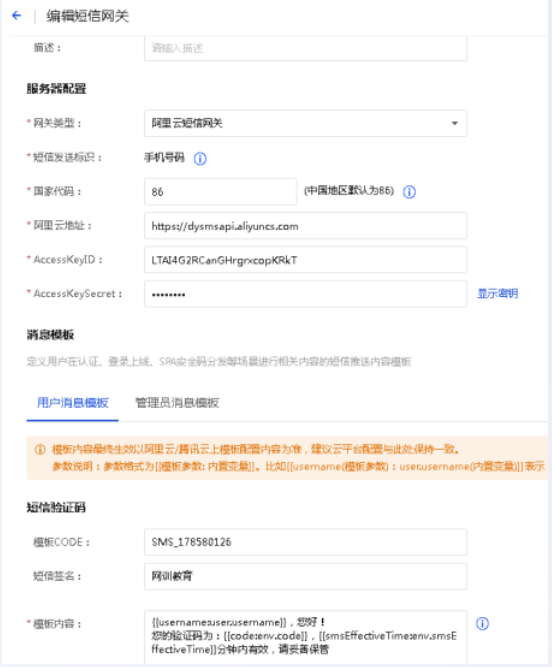 ← | 编辑短信网关
描述： 请输入描述
服务器配置
* 网关类型： 阿里云短信网关
* 短信发送标识： 手机号码
* 国家代码： 86 (中国地区默认为86)
* 阿里云地址： https://dysmsapi.aliyuncs.com
* AccessKeyID： LTAI4G2RCanGHrgrxcopKRkT
* AccessKeySecret： •••••••• 显示密钥
消息模板
定义用户在认证、登录上线、SPA安全码分发等场景进行相关内容的短信推送内容模板
用户消息模板 管理员消息模板
模板内容最终生效以阿里云/腾讯云上模板配置内容为准，建议云平台配置与此处保持一致。
参数说明：参数格式为{{模板参数: 内置变量}}。比如{{username(模板参数)：user.username(内置变量)}}表示
短信验证码
模板CODE： SMS_178580126
短信签名： 网训教育
* 模板内容： {{username:user.username}}，您好！
您的验证码为：{{code:env.code}}，{{smsEffectiveTime:env.smsE
ffectiveTime}}分钟内有效，请妥善保管